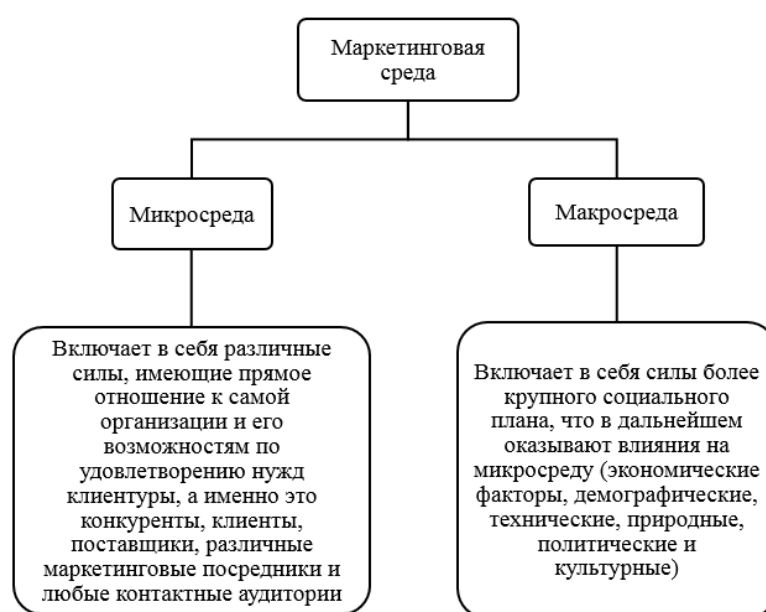 Маркетинговая
среда
Микросреда
Макросреда
Включает в себя различные
силы, имеющие прямое
отношение к самой
организации и его
возможностям по
удовлетворению нужд
клиентуры, а именно это
конкуренты, клиенты,
поставщики, различные
маркетинговые посредники и
любые контактные аудитории
Включает в себя силы более
крупного социального
плана, что в дальнейшем
оказывают влияния на
микросреду (экономические
факторы, демографические,
технические, природные,
политические и
культурные)